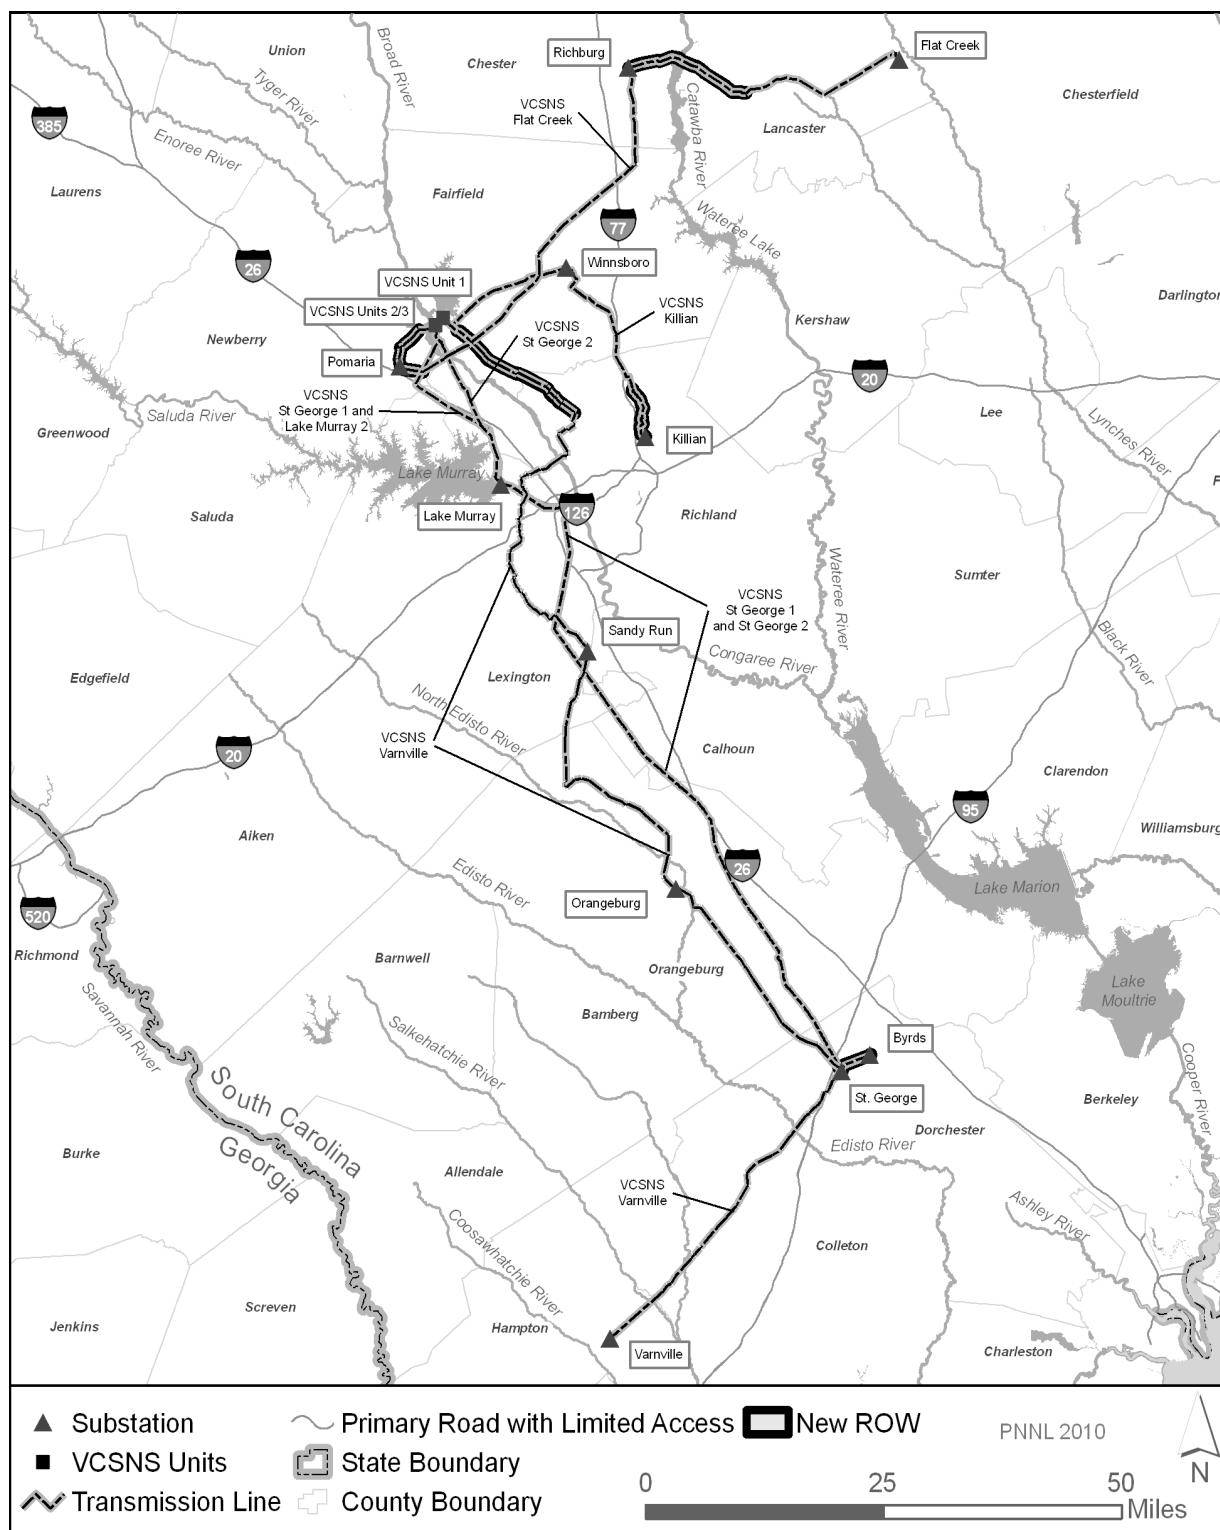 Union
Broad River
Chester
Richburg
Flat Creek
Tyger River
VCSNS
Flat Creek
Catawba River
Chesterfield
385
Enoree River
Lancaster
Laurens
Fairfield
77
Wateree Lake
26
Winnsboro
VCSNS Unit 1
VCSNS Units 2/3
VCSNS
Killian
Darlington
Kershaw
Newberry
VCSNS
St George 2
Pomaria
20
VCSNS
St George 1 and
Lake Murray 2
Saluda River
Lee
Lynches River
Greenwood
Killian
Lake Murray
Saluda
Lake Murray
126
Richland
F
Wateree River
Sumter
VCSNS
St George 1
and St George 2
Sandy Run
Black River
Congaree River
Edgefield
Lexington
North Edisto River
VCSNS
Varnville
20
Calhoun
Clarendon
95
Aiken
Williamsburg
26
Edisto River
Lake Marion
Orangeburg
520
Richmond
Barnwell
Orangeburg
Lake
Moultrie
Savannah River
Bamberg
Salkehatchie River
Byrds
St. George
Cooper River
South Carolina
Georgia
Berkeley
Dorchester
Edisto River
Burke
Allendale
VCSNS
Varnville
Ashley River
Coosawhatchie River
Colleton
Screven
Jenkins
Hampton
Varnville
Charleston
Substation
Primary Road with Limited Access
New ROW
PNNL 2010
VCSNS Units
State Boundary
N
Transmission Line
County Boundary
0
25
50
Miles